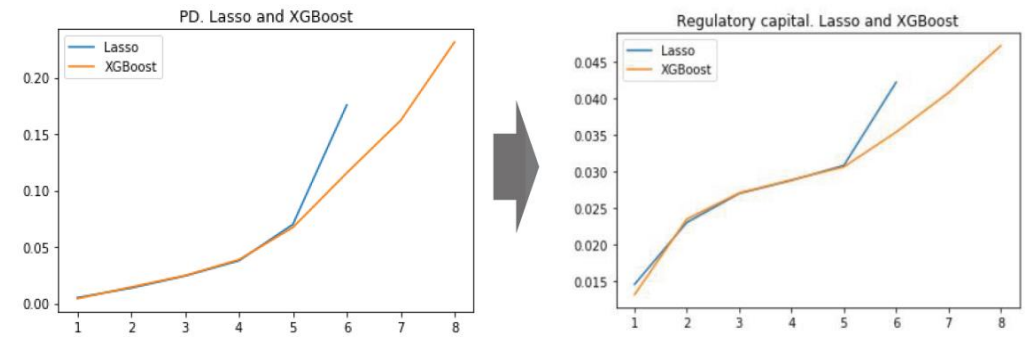 PD. Lasso and XGBoost
Lasso
XGBoost
0.20
0.15
0.10
0.05
0.00
1 2 3 4 5 6 7 8
Regulatory capital. Lasso and XGBoost
Lasso
XGBoost
0.045
0.040
0.035
0.030
0.025
0.020
0.015
1 2 3 4 5 6 7 8